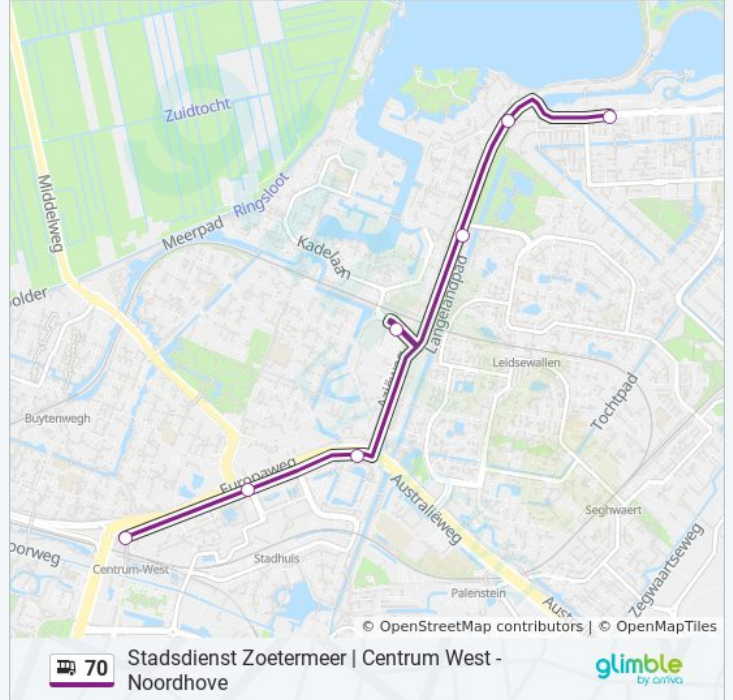 Zuidtocht
Middelweg
Ringsloot
Meerpad
Kadelaan
older
Langelandpad
Leidsewallen
Tochtpad
Buytenwegh
Europaweg
Australiëweg
Seghwaert
oorweg
Centrum-West
Stadhuis
Zegwaartseweg
Palenstein
Aust
© OpenStreetMap contributors | © OpenMapTiles
70
Stadsdienst Zoetermeer | Centrum West -
Noordhove
glimble
by arriva